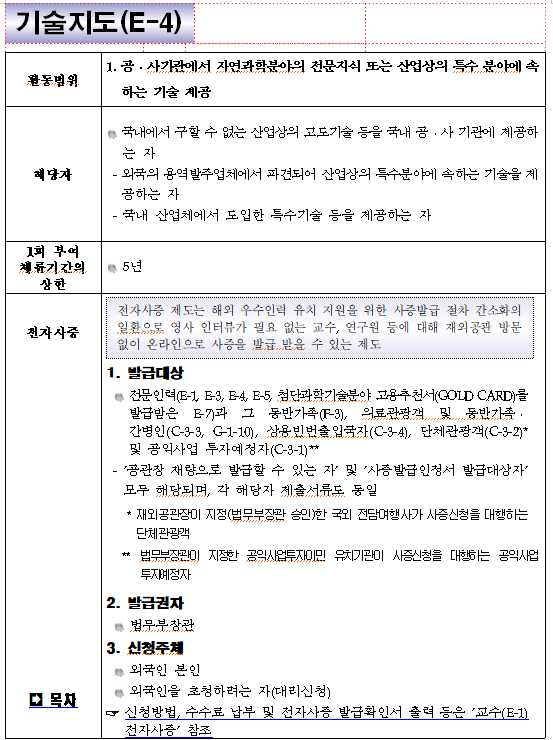 기술지도(E-4)
활동범위
1. 공·사기관에서 자연과학분야의 전문지식 또는 산업상의 특수 분야에 속
하는 기술 제공
해당자
국내에서 구할 수 없는 산업상의 고도기술 등을 국내 공·사 기관에 제공하
는 자
- 외국의 용역발주업체에서 파견되어 산업상의 특수분야에 속하는 기술을 제
공하는 자
- 국내 산업체에서 도입한 특수기술 등을 제공하는 자
1회 부여
체류기간의
상한
5년
전자사증
전자사증 제도는 해외 우수인력 유치 지원을 위한 사증발급 절차 간소화의
일환으로 영사 인터뷰가 필요 없는 교수, 연구원 등에 대해 재외공관 방문
없이 온라인으로 사증을 발급 받을 수 있는 제도
1. 발급대상
전문인력(E-1, E-3, E-4, E-5, 첨단과학기술분야 고용추천서(GOLD CARD)를
발급받은 E-7)과 그 동반가족(F-3), 의료관광객 및 동반가족·
간병인(C-3-3, G-1-10), 상용빈번출입국자(C-3-4), 단체관광객(C-3-2)*
및 공익사업 투자예정자(C-3-1)**
- '공관장 재량으로 발급할 수 있는 자' 및 '사증발급인정서 발급대상자'
모두 해당되며, 각 해당자 제출서류도 동일
* 재외공관장이 지정(법무부장관 승인)한 국외 전담여행사가 사증신청을 대행하는
단체관광객
** 법무부장관이 지정한 공익사업투자이민 유치기관이 사증신청을 대행하는 공익사업
투자예정자
2. 발급권자
법무부장관
3. 신청주체
외국인 본인
외국인을 초청하려는 자(대리신청)
➡ 목차
☞ 신청방법, 수수료 납부 및 전자사증 발급확인서 출력 등은 '교수(E-1)
전자사증' 참조